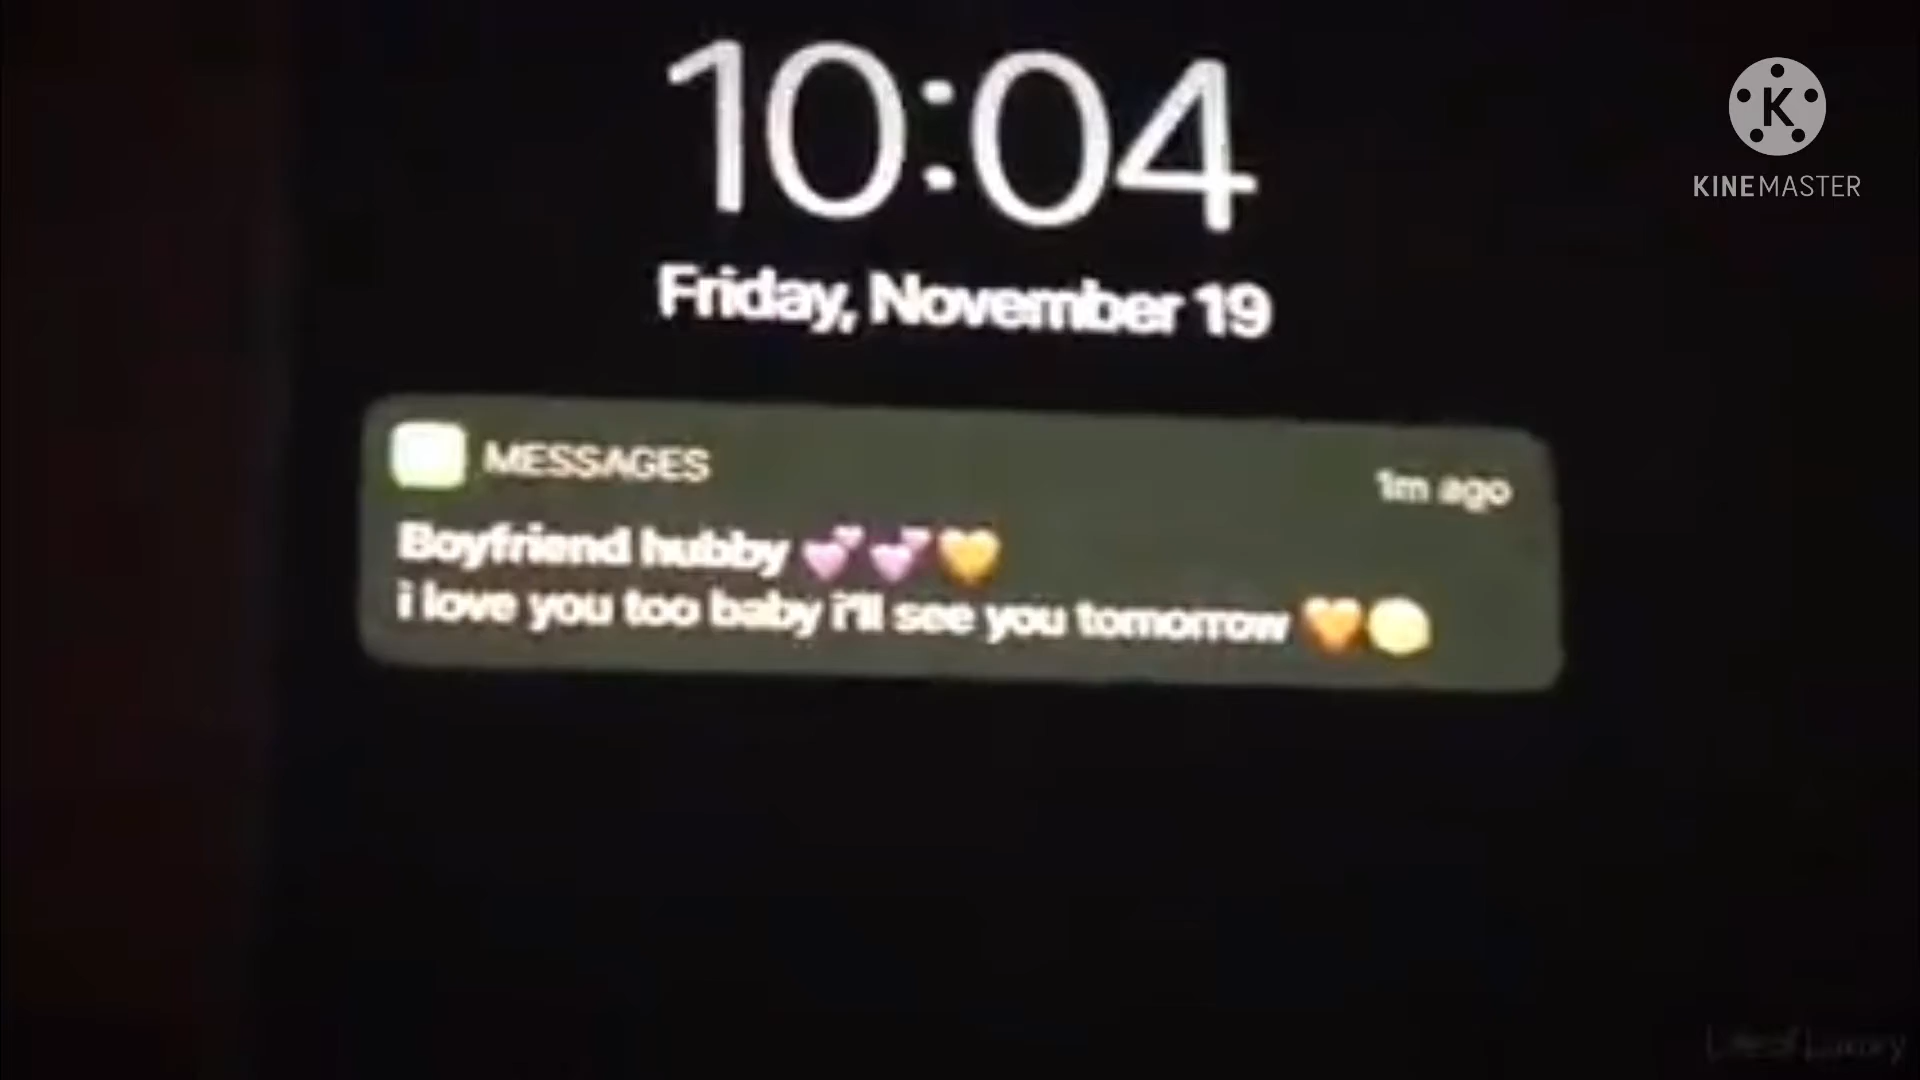 10:04
Friday, November 19
MESSAGES
1m ago
Boyfriend hubby 💕💕🧡
i love you too baby i'll see you tomorrow 🧡
K
KINEMASTER